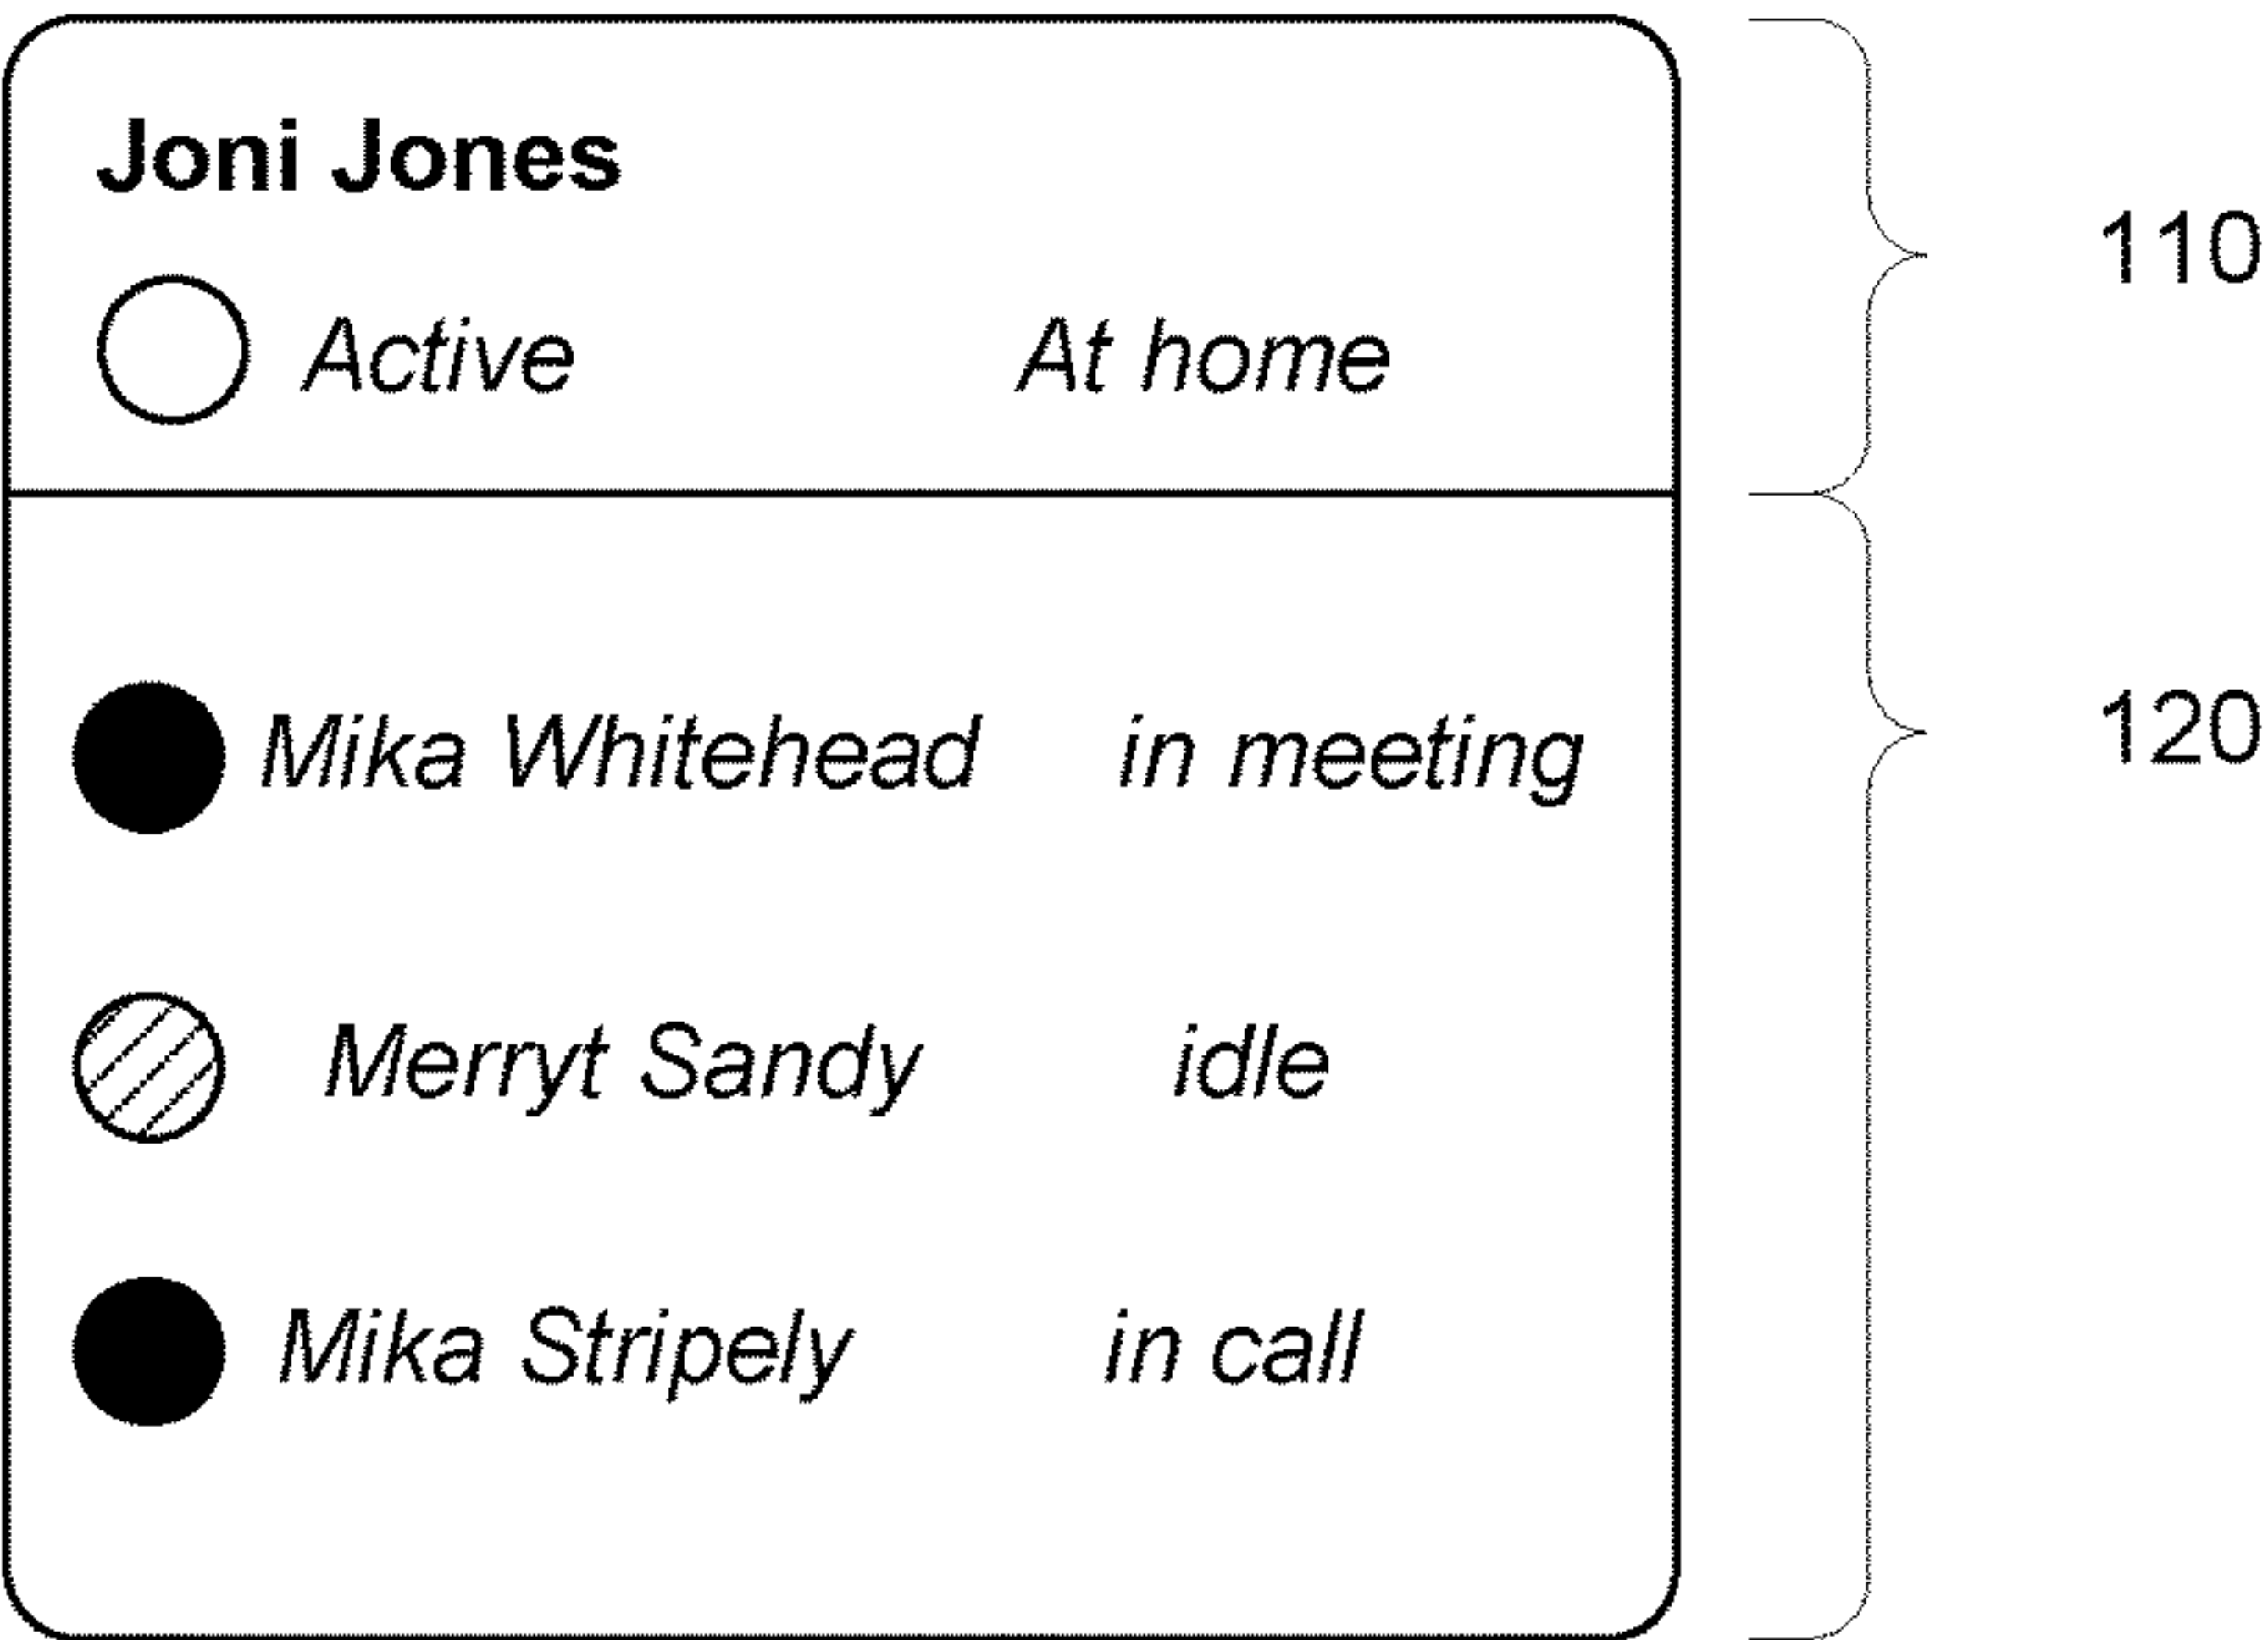 Joni Jones
Active At home
110
Mika Whitehead in meeting
120
Merryt Sandy idle
Mika Stripely in call